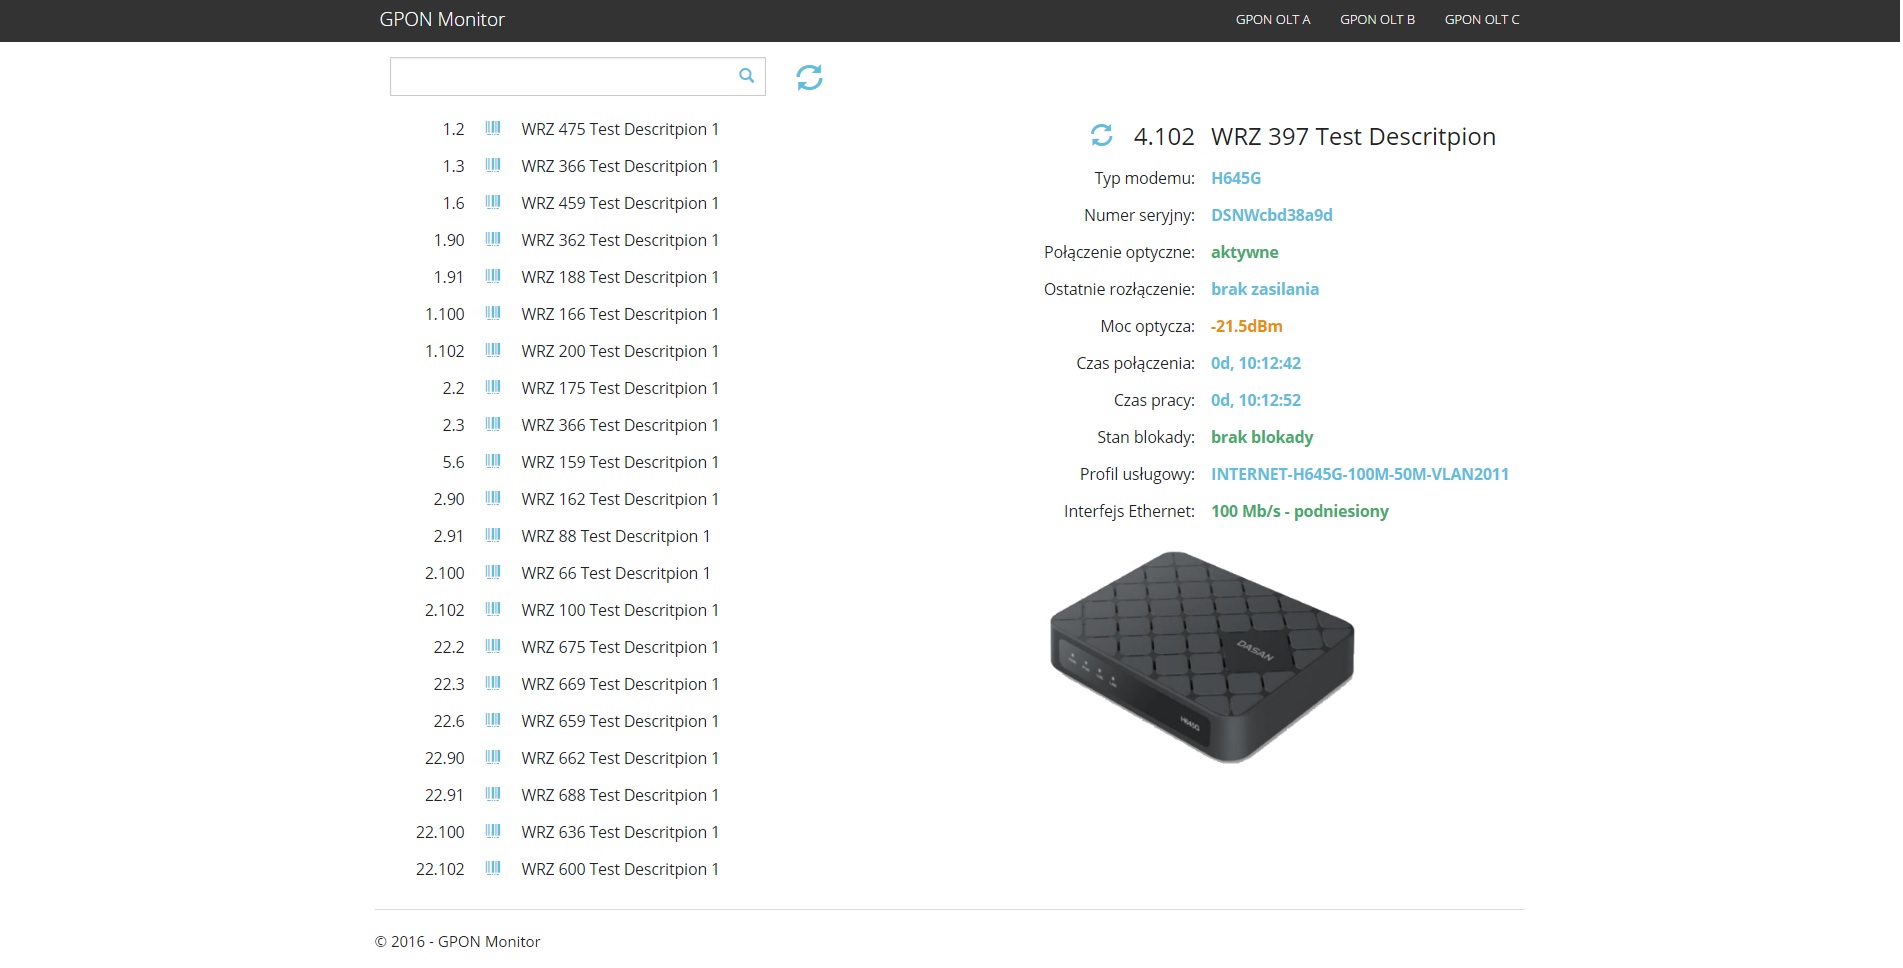 GPON Monitor
GPON OLT A
GPON OLT B
GPON OLT C
1.2 WRZ 475 Test Descritpion 1
1.3 WRZ 366 Test Descritpion 1
1.6 WRZ 459 Test Descritpion 1
1.90 WRZ 362 Test Descritpion 1
1.91 WRZ 188 Test Descritpion 1
1.100 WRZ 166 Test Descritpion 1
1.102 WRZ 200 Test Descritpion 1
2.2 WRZ 175 Test Descritpion 1
2.3 WRZ 366 Test Descritpion 1
5.6 WRZ 159 Test Descritpion 1
2.90 WRZ 162 Test Descritpion 1
2.91 WRZ 88 Test Descritpion 1
2.100 WRZ 66 Test Descritpion 1
2.102 WRZ 100 Test Descritpion 1
22.2 WRZ 675 Test Descritpion 1
22.3 WRZ 669 Test Descritpion 1
22.6 WRZ 659 Test Descritpion 1
22.90 WRZ 662 Test Descritpion 1
22.91 WRZ 688 Test Descritpion 1
22.100 WRZ 636 Test Descritpion 1
22.102 WRZ 600 Test Descritpion 1
4.102 WRZ 397 Test Descritpion
Typ modemu: H645G
Numer seryjny: DSNWcbd38a9d
Połączenie optyczne: aktywne
Ostatnie rozłączenie: brak zasilania
Moc optycza: -21.5dBm
Czas połączenia: 0d, 10:12:42
Czas pracy: 0d, 10:12:52
Stan blokady: brak blokady
Profil usługowy: INTERNET-H645G-100M-50M-VLAN2011
Interfejs Ethernet: 100 Mb/s - podniesiony
DASAN
H645G
© 2016 - GPON Monitor